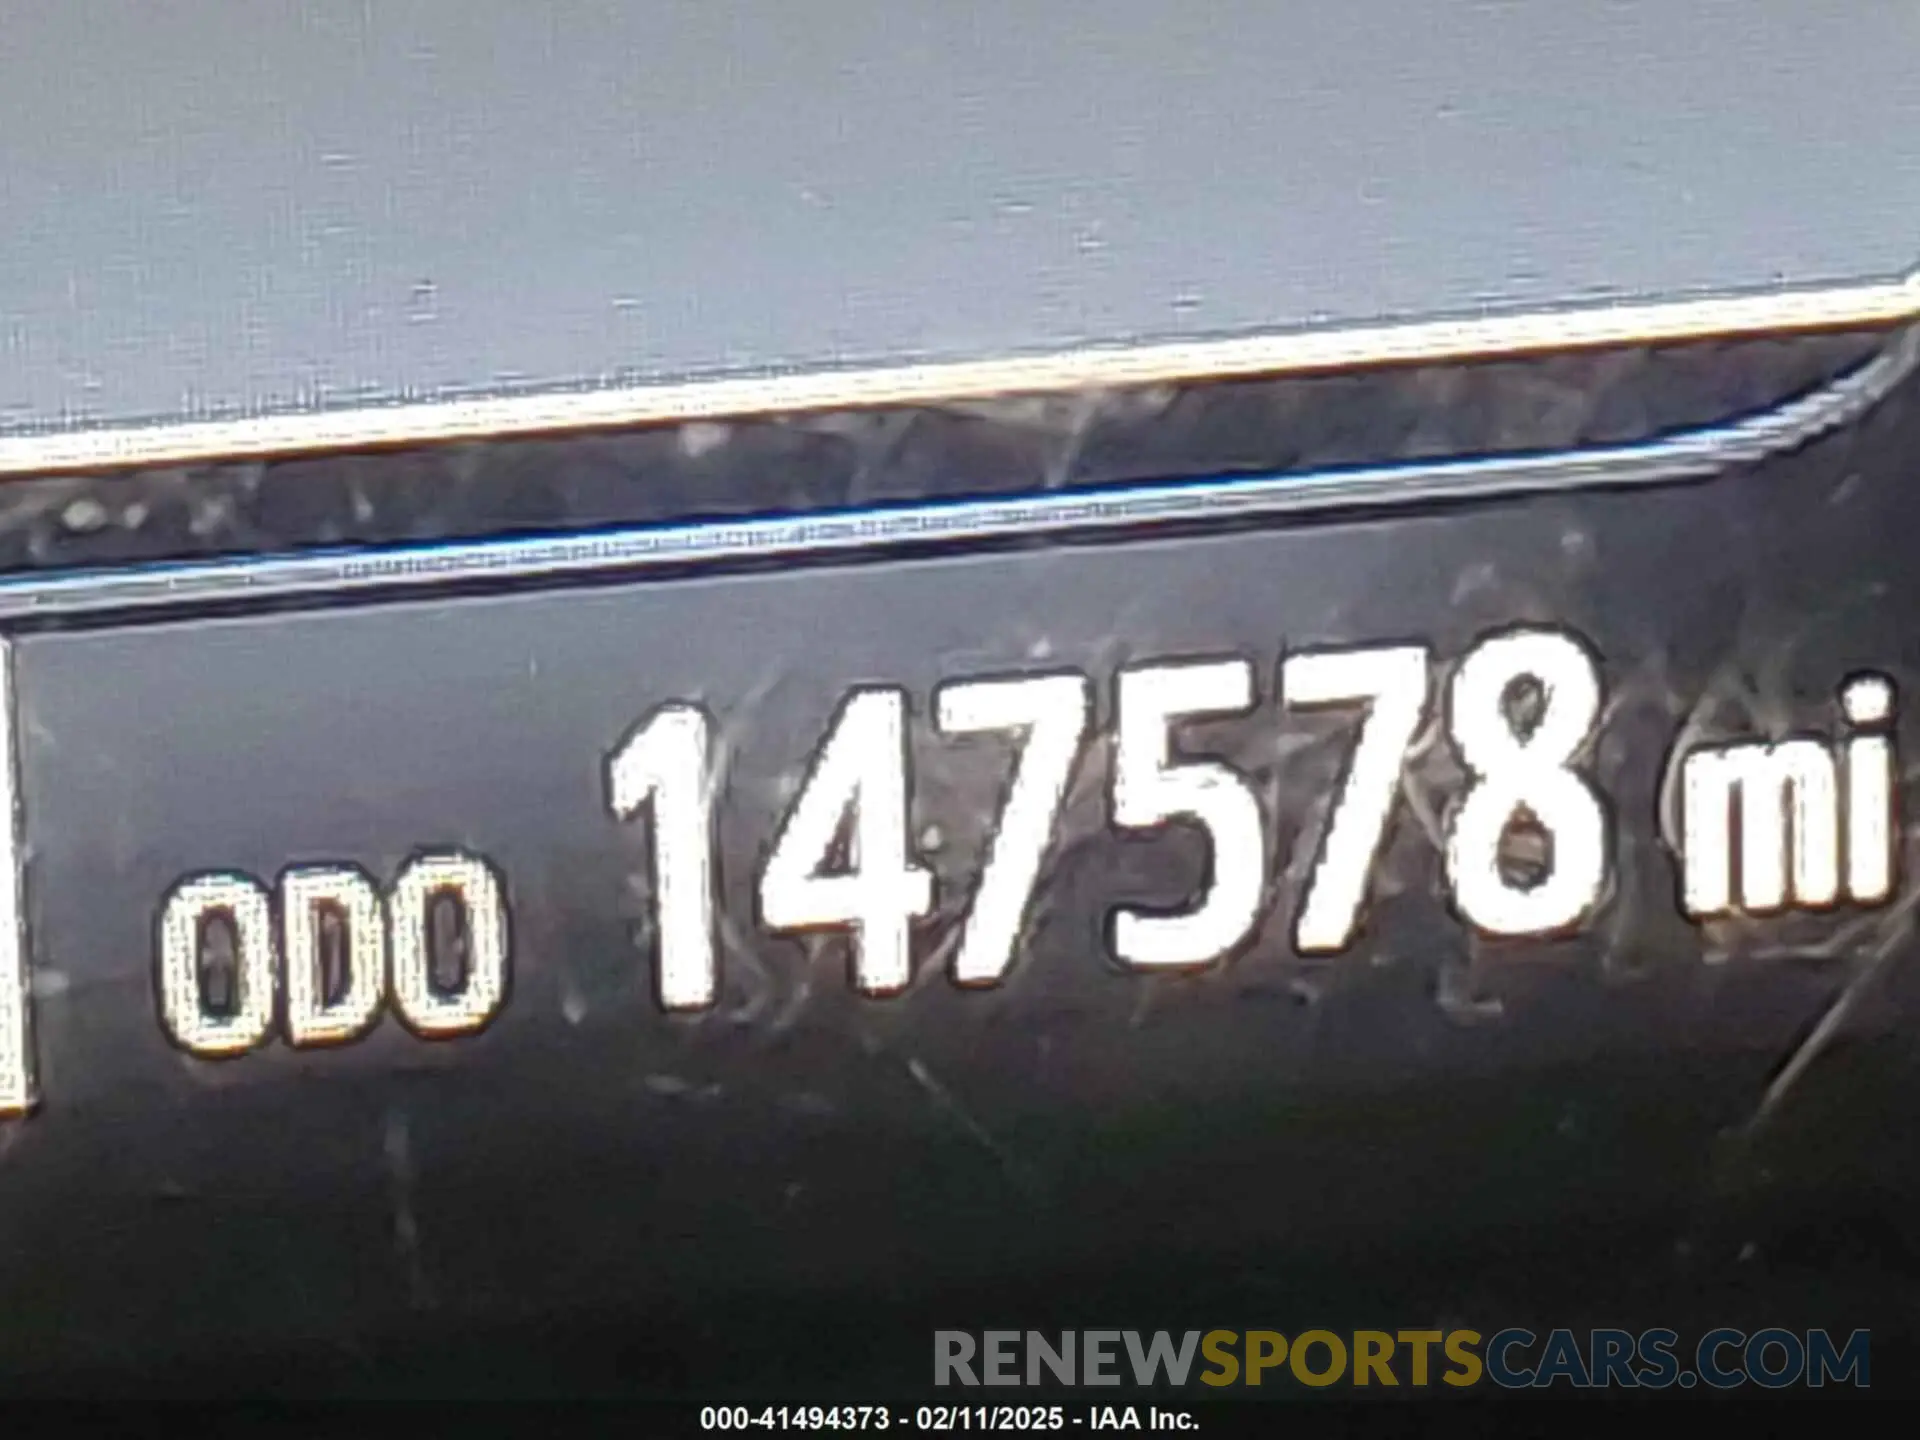 ODO 147578 mi
RENEWSPORTSCARS.COM
000-41494373 - 02/11/2025 - IAA Inc.